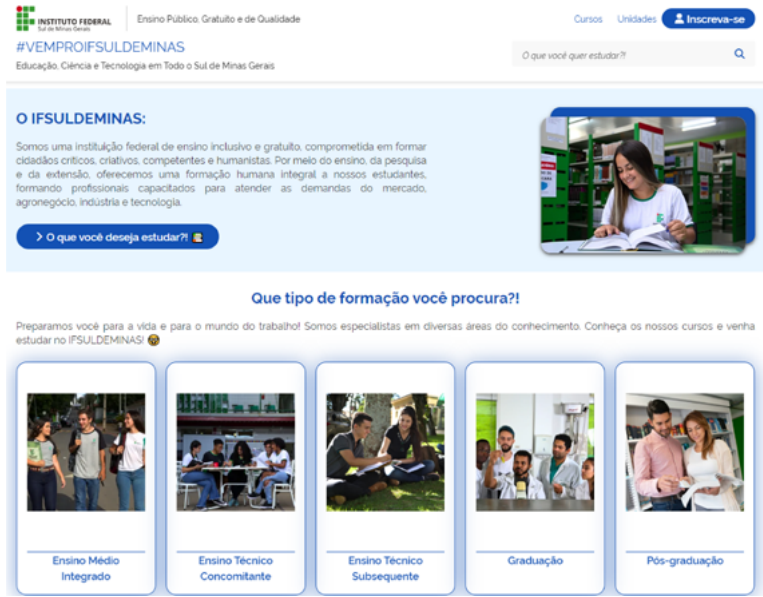 INSTITUTO FEDERAL
Sul de Minas Gerais
Ensino Público, Gratuito e de Qualidade
Cursos
Unidades
Inscreva-se
#VEMPROIFSULDEMINAS
Educação, Ciência e Tecnologia em Todo o Sul de Minas Gerais
O que você quer estudar?!
O IFSULDEMINAS:
Somos uma instituição federal de ensino inclusivo e gratuito, comprometida em formar
cidadãos críticos, criativos, competentes e humanistas. Por meio do ensino, da pesquisa
e da extensão, oferecemos uma formação humana integral a nossos estudantes,
formando profissionais capacitados para atender as demandas do mercado,
agronegócio, indústria e tecnologia.
O que você deseja estudar?!
Que tipo de formação você procura?!
Preparamos você para a vida e para o mundo do trabalho! Somos especialistas em diversas áreas do conhecimento. Conheça os nossos cursos e venha
estudar no IFSULDEMINAS!
Ensino Médio
Integrado
Ensino Técnico
Concomitante
Ensino Técnico
Subsequente
Graduação
Pós-graduação